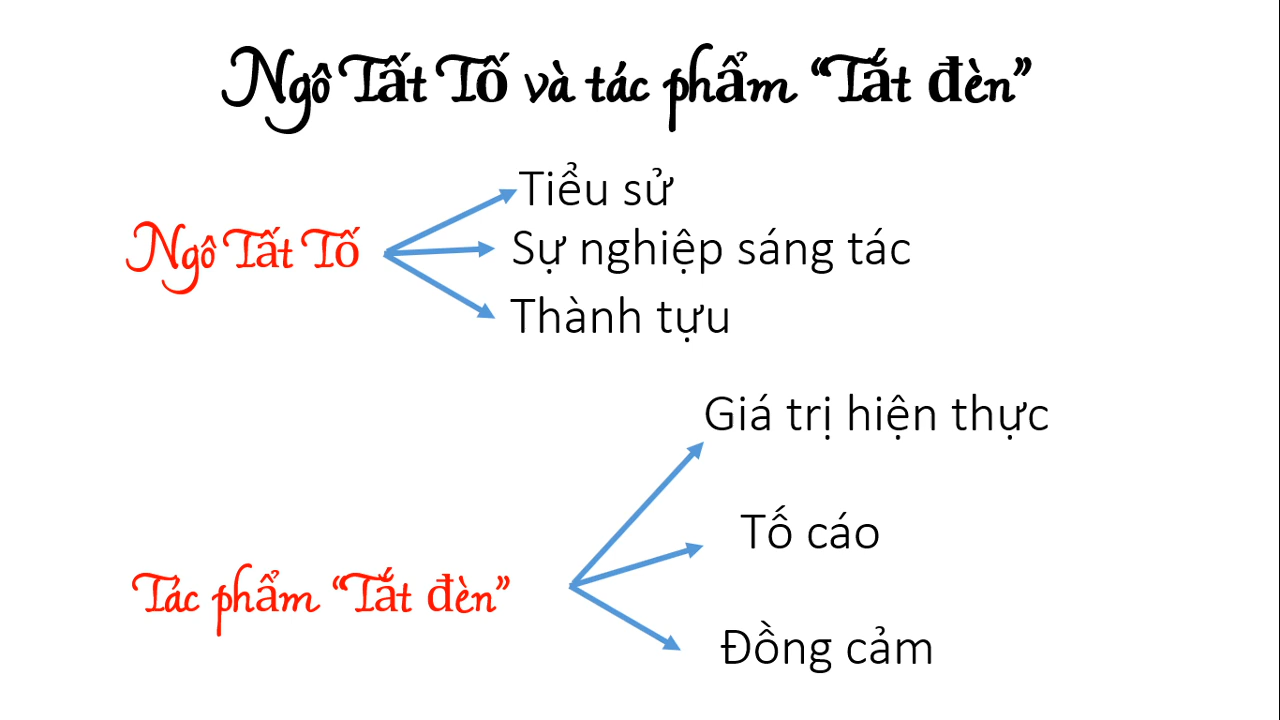 Ngô Tất Tố và tác phẩm “Tắt đèn”
Tiểu sử
Ngô Tất Tố
Sự nghiệp sáng tác
Thành tựu
Giá trị hiện thực
Tố cáo
Tác phẩm “Tắt đèn”
Đồng cảm